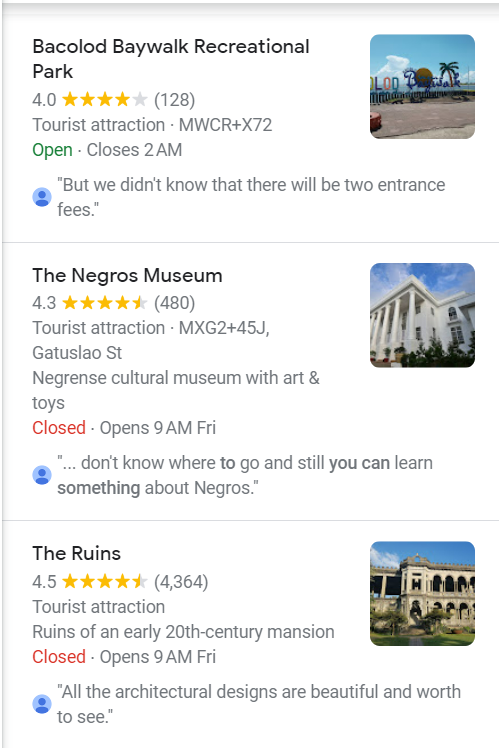 Bacolod Baywalk Recreational
Park
4.0 (128)
Tourist attraction · MWCR+X72
Open · Closes 2 AM
"But we didn't know that there will be two entrance
fees."
LOD Baywalk
The Negros Museum
4.3 (480)
Tourist attraction · MXG2+45J,
Gatuslao St
Negrense cultural museum with art &
toys
Closed · Opens 9 AM Fri
"... don't know where to go and still you can learn
something about Negros."
The Ruins
4.5 (4,364)
Tourist attraction
Ruins of an early 20th-century mansion
Closed · Opens 9 AM Fri
"All the architectural designs are beautiful and worth
to see."